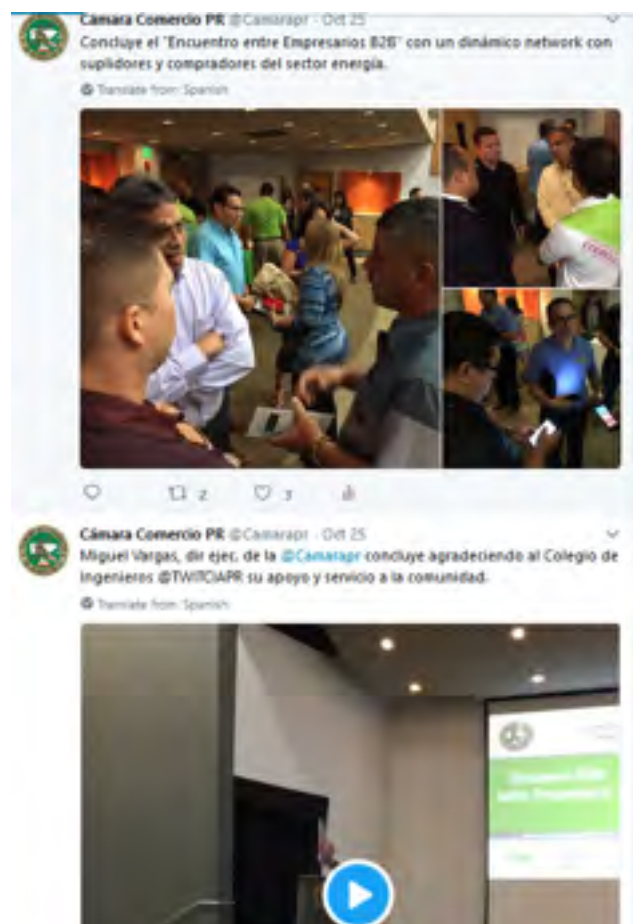 Cámara Comercio PR @Camarapr · Oct 25
Concluye el "Encuentro entre Empresarios B2B" con un dinámico network con
suplidores y compradores del sector energía.
Translate from Spanish
2 3
Cámara Comercio PR @Camarapr · Oct 25
Miguel Vargas, dir ejec. de la @Camarapr concluye agradeciendo al Colegio de
Ingenieros @TWITCIAPR su apoyo y servicio a la comunidad.
Translate from Spanish